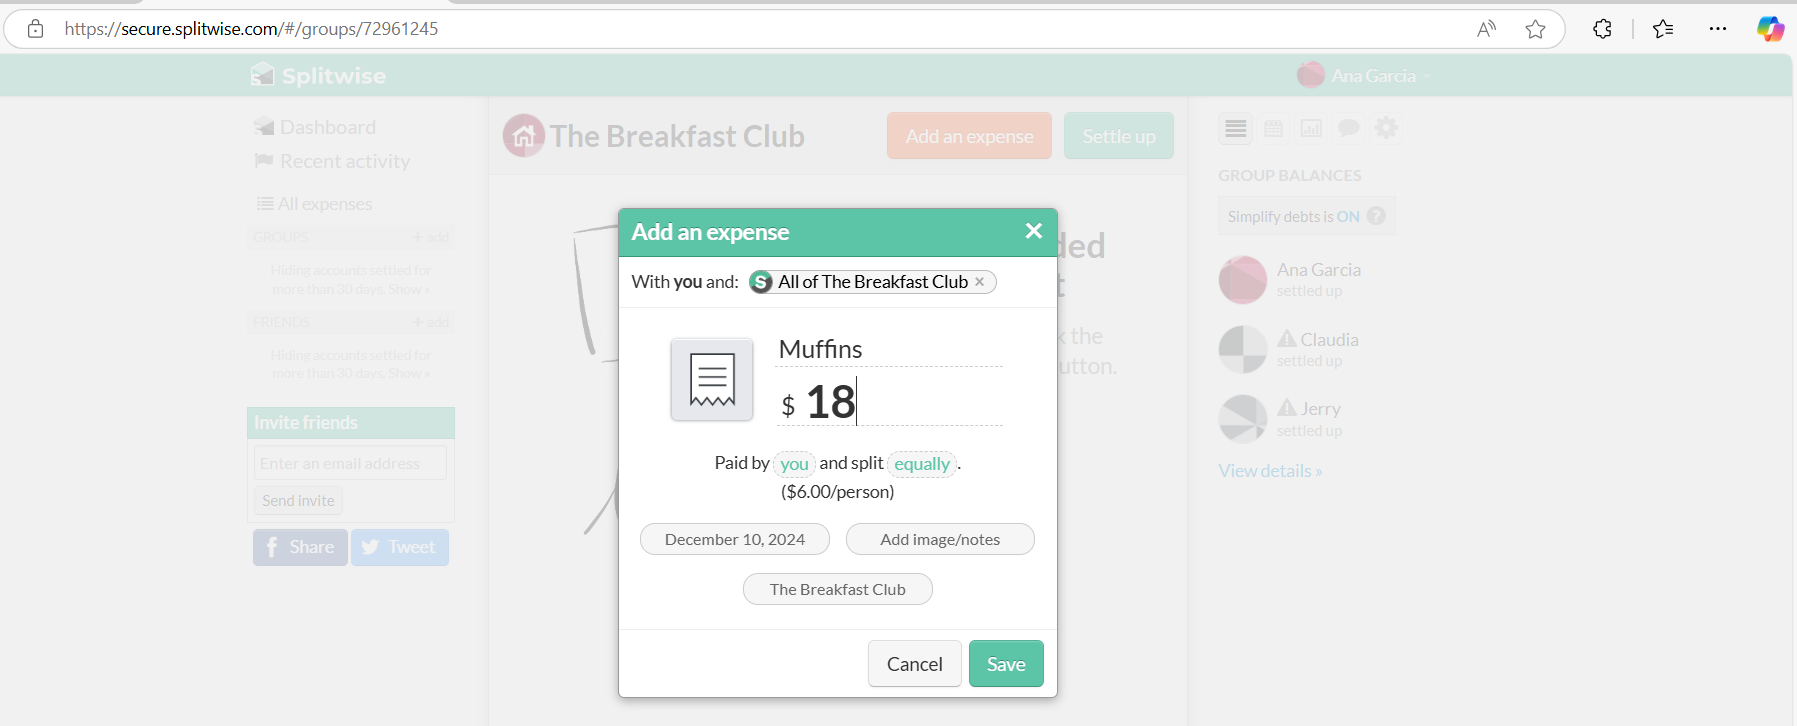 https://secure.splitwise.com/#/groups/72961245
Splitwise
Ana Garcia
Dashboard
Recent activity
All expenses
GROUPS
+ add
Hiding accounts settled for
more than 30 days. Show »
FRIENDS
+ add
Hiding accounts settled for
more than 30 days. Show »
Invite friends
Enter an email address
Send invite
Share
Tweet
The Breakfast Club
Add an expense
Settle up
Add an expense
With you and: All of The Breakfast Club
Muffins
$ 18
Paid by you and split equally.
($6.00/person)
December 10, 2024
Add image/notes
The Breakfast Club
Cancel
Save
GROUP BALANCES
Simplify debts is ON ?
Ana Garcia
settled up
Claudia
settled up
Jerry
settled up
View details »